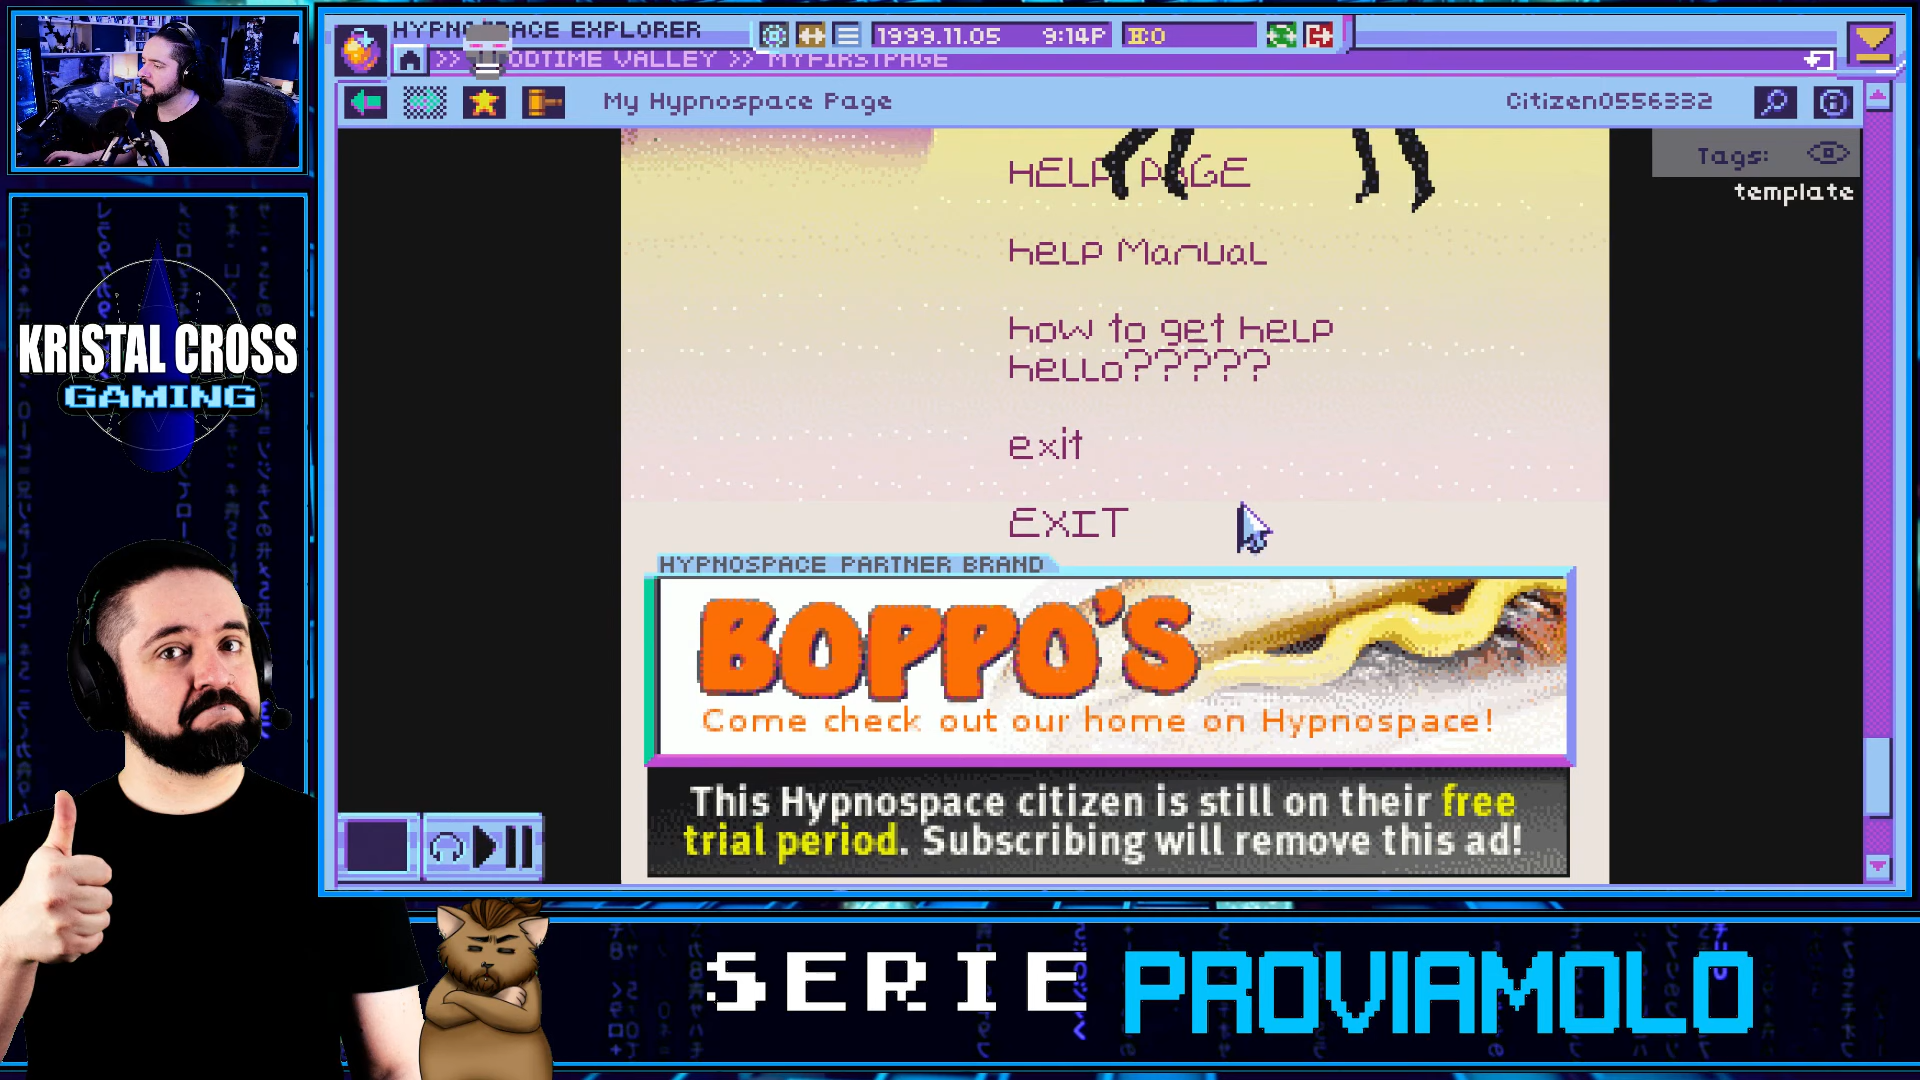 HYPNOSPACE EXPLORER
1999.11.05 9:14P
0
>> GOODTIME VALLEY >> MYFIRSTPAGE
My Hypnospace Page
Citizen0556332
Tags:
template
HELP PAGE
help Manual
how to get help
hello?????
exit
EXIT
HYPNOSPACE PARTNER BRAND
BOPPO'S
Come check out our home on Hypnospace!
This Hypnospace citizen is still on their free
trial period. Subscribing will remove this ad!
KRISTAL CROSS
GAMING
SERIE PROVIAMOLO